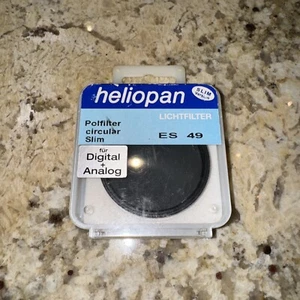 heliopan
SLIM
LICHTFILTER
Polfilter
circular
Slim
ES 49
für
Digital
+
Analog